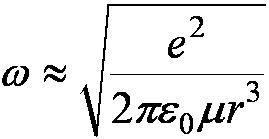 ω ≈ √(e² / (2πε₀μr³))